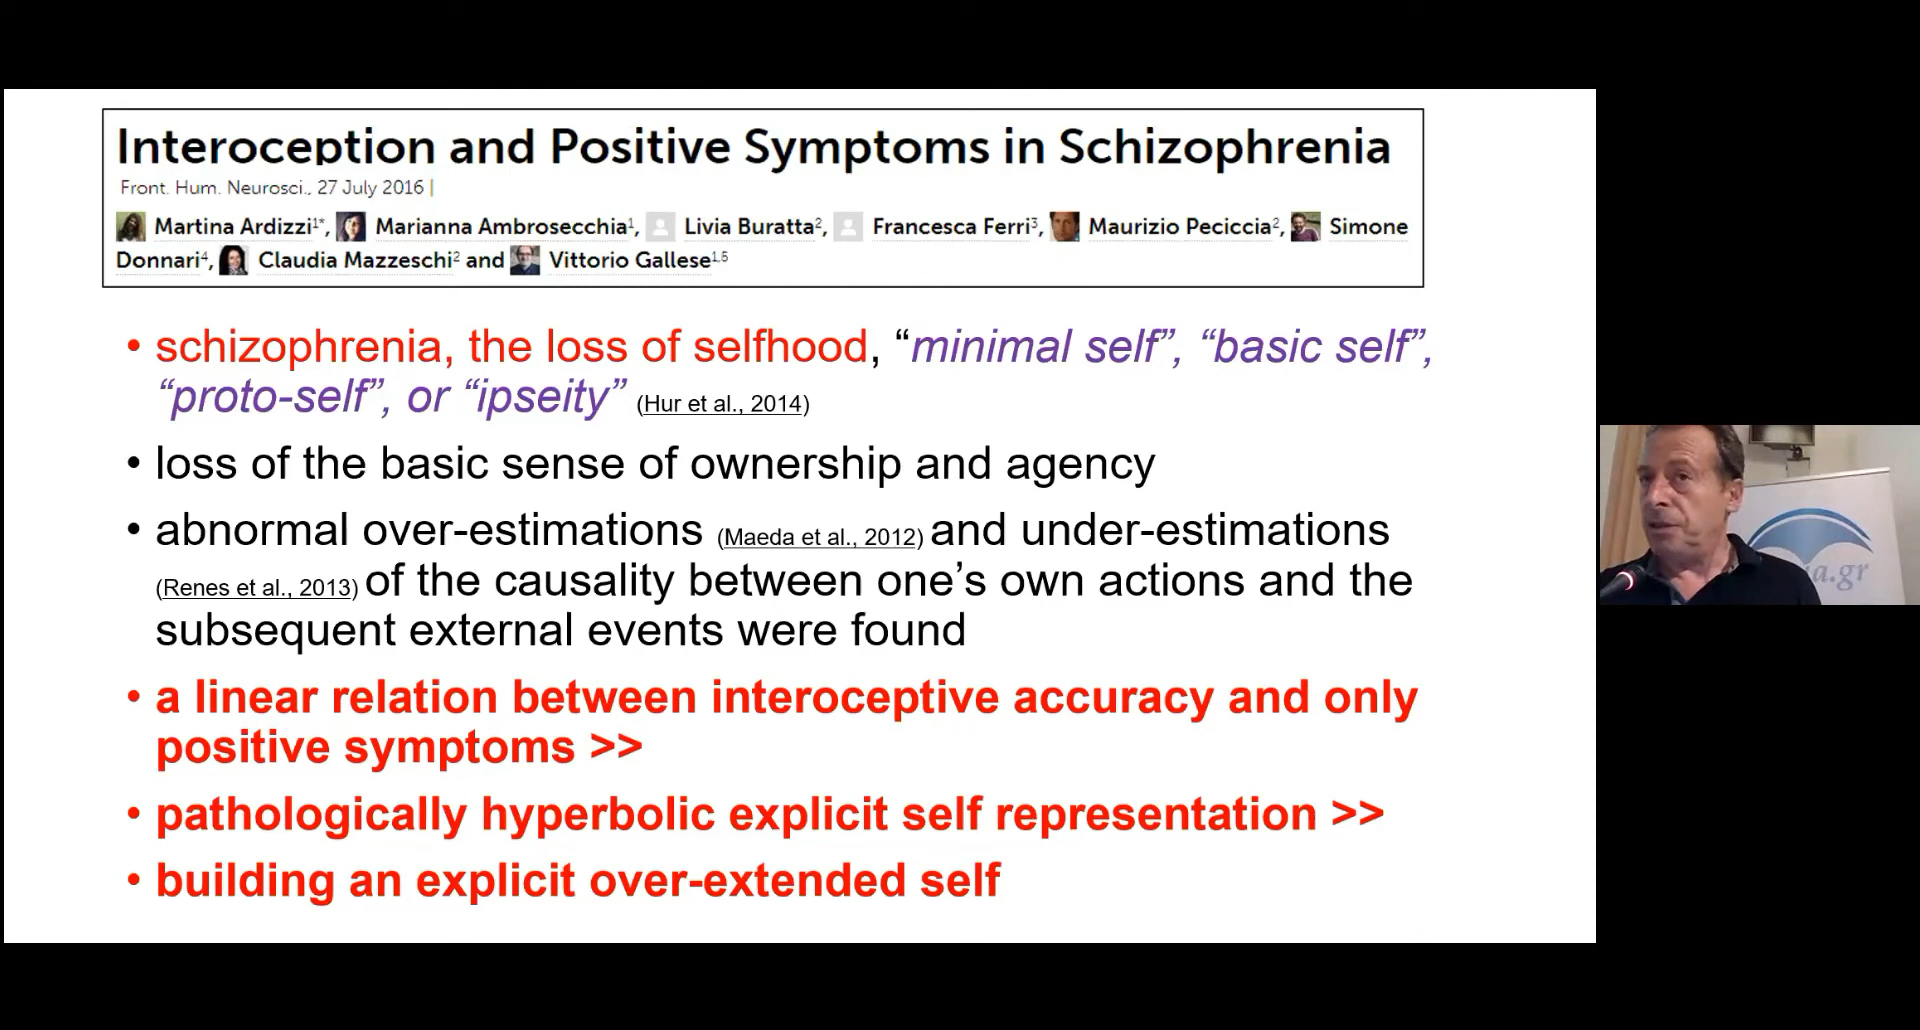 Interoception and Positive Symptoms in Schizophrenia
Front. Hum. Neurosci., 27 July 2016 |
Martina Ardizzi1*, Marianna Ambrosecchia1, Livia Buratta2, Francesca Ferri3, Maurizio Peciccia2, Simone
Donnari4, Claudia Mazzeschi2 and Vittorio Gallese1,5
• schizophrenia, the loss of selfhood, “minimal self”, “basic self”,
“proto-self”, or “ipseity” (Hur et al., 2014)
• loss of the basic sense of ownership and agency
• abnormal over-estimations (Maeda et al., 2012) and under-estimations
(Renes et al., 2013) of the causality between one’s own actions and the
subsequent external events were found
• a linear relation between interoceptive accuracy and only
positive symptoms >>
• pathologically hyperbolic explicit self representation >>
• building an explicit over-extended self
ia.gr